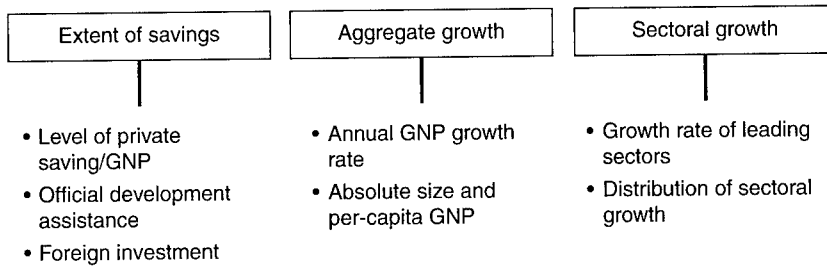 Extent of savings
• Level of private
saving/GNP
• Official development
assistance
• Foreign investment
Aggregate growth
• Annual GNP growth
rate
• Absolute size and
per-capita GNP
Sectoral growth
• Growth rate of leading
sectors
• Distribution of sectoral
growth